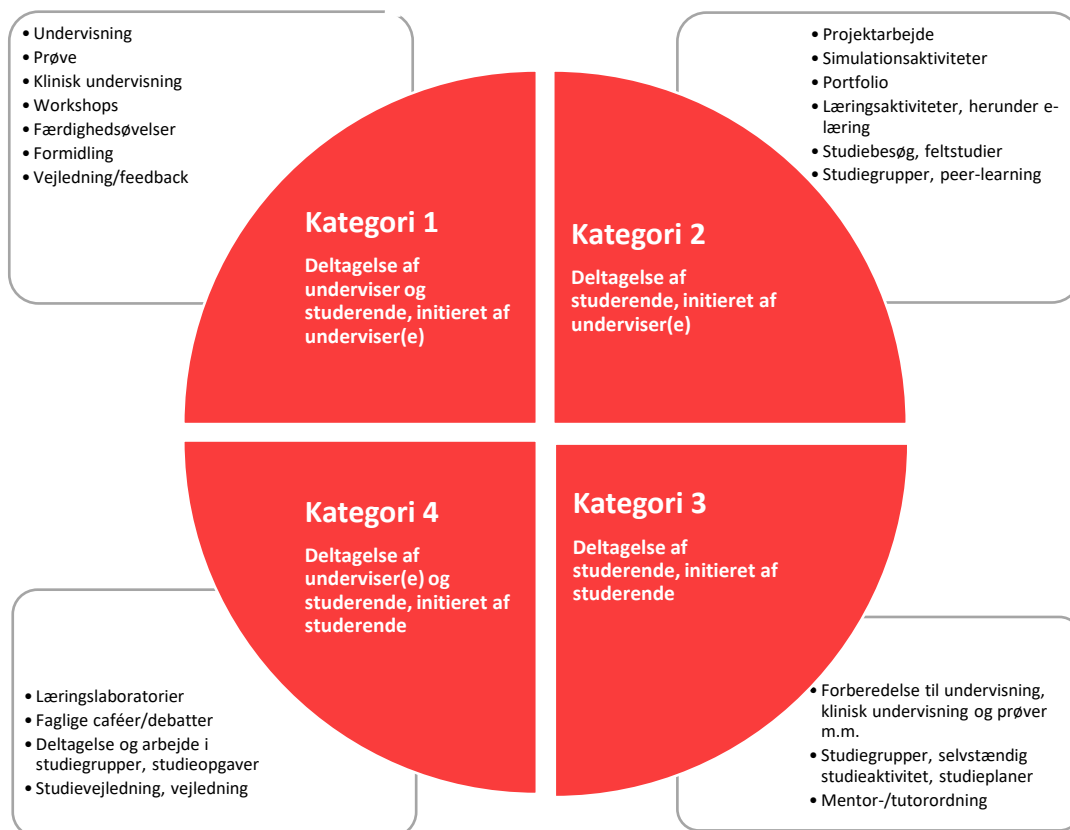 • Undervisning
• Prøve
• Klinisk undervisning
• Workshops
• Færdighedsøvelser
• Formidling
• Vejledning/feedback
• Projektarbejde
• Simulationsaktiviteter
• Portfolio
• Læringsaktiviteter, herunder e-
læring
• Studiebesøg, feltstudier
• Studiegrupper, peer-learning
Kategori 1
Deltagelse af
underviser og
studerende, initieret af
underviser(e)
Kategori 2
Deltagelse af
studerende, initieret af
underviser(e)
Kategori 4
Deltagelse af
underviser(e) og
studerende, initieret af
studerende
Kategori 3
Deltagelse af
studerende, initieret af
studerende
• Læringslaboratorier
• Faglige caféer/debatter
• Deltagelse og arbejde i
studiegrupper, studieopgaver
• Studievejledning, vejledning
• Forberedelse til undervisning,
klinisk undervisning og prøver
m.m.
• Studiegrupper, selvstændig
studieaktivitet, studieplaner
• Mentor-/tutorordning